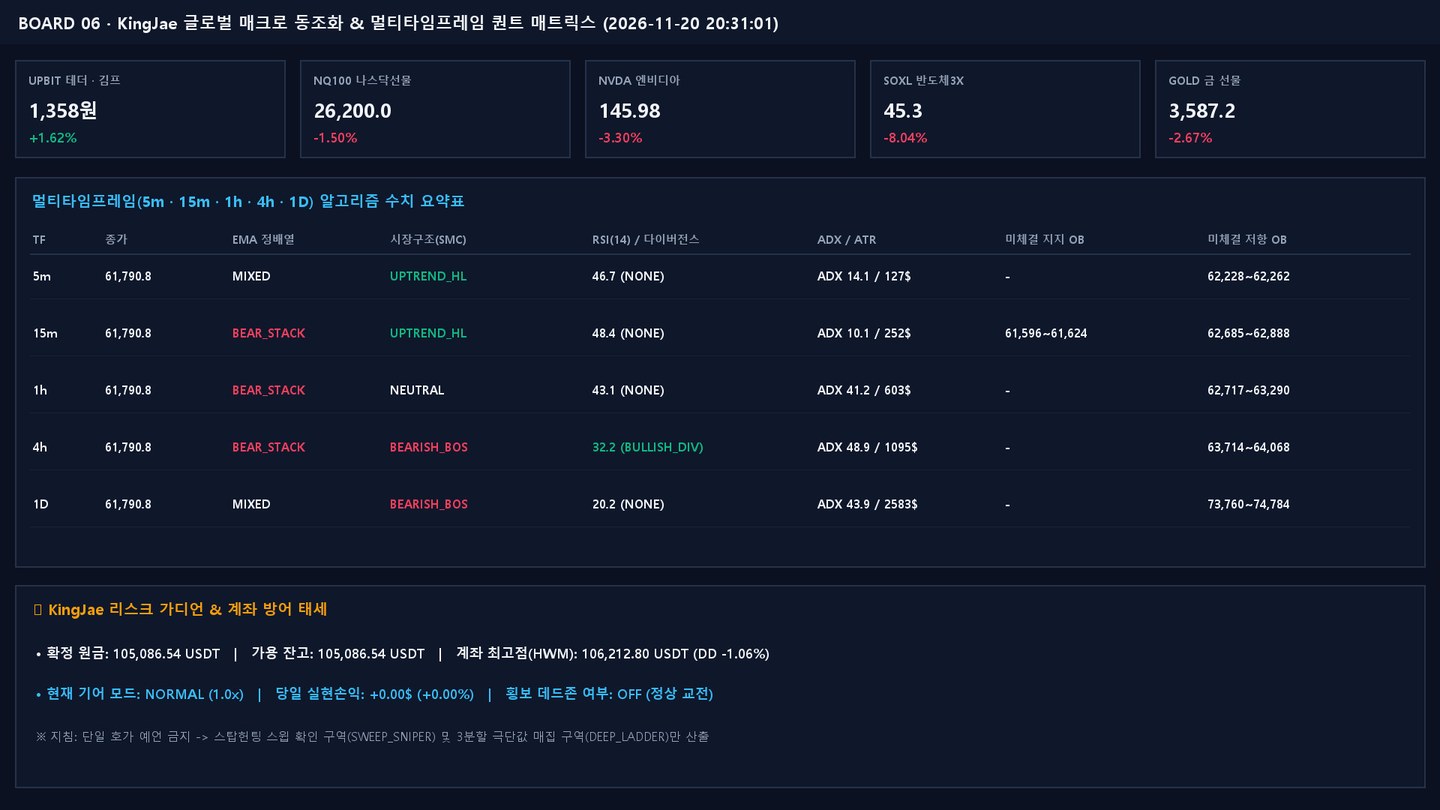 BOARD 06 · KingJae 글로벌 매크로 동조화 & 멀티타임프레임 퀀트 매트릭스 (2026-11-20 20:31:01)
UPBIT 테더 · 김프
1,358원
+1.62%
NQ100 나스닥선물
26,200.0
-1.50%
NVDA 엔비디아
145.98
-3.30%
SOXL 반도체3X
45.3
-8.04%
GOLD 금 선물
3,587.2
-2.67%
멀티타임프레임(5m · 15m · 1h · 4h · 1D) 알고리즘 수치 요약표
TF 종가 EMA 정배열 시장구조(SMC) RSI(14) / 다이버전스 ADX / ATR 미체결 지지 OB 미체결 저항 OB
5m 61,790.8 MIXED UPTREND_HL 46.7 (NONE) ADX 14.1 / 127$ - 62,228~62,262
15m 61,790.8 BEAR_STACK UPTREND_HL 48.4 (NONE) ADX 10.1 / 252$ 61,596~61,624 62,685~62,888
1h 61,790.8 BEAR_STACK NEUTRAL 43.1 (NONE) ADX 41.2 / 603$ - 62,717~63,290
4h 61,790.8 BEAR_STACK BEARISH_BOS 32.2 (BULLISH_DIV) ADX 48.9 / 1095$ - 63,714~64,068
1D 61,790.8 MIXED BEARISH_BOS 20.2 (NONE) ADX 43.9 / 2583$ - 73,760~74,784
KingJae 리스크 가디언 & 계좌 방어 태세
• 확정 원금: 105,086.54 USDT | 가용 잔고: 105,086.54 USDT | 계좌 최고점(HWM): 106,212.80 USDT (DD -1.06%)
• 현재 기어 모드: NORMAL (1.0x) | 당일 실현손익: +0.00$ (+0.00%) | 횡보 데드존 여부: OFF (정상 교전)
※ 지침: 단일 호가 예언 금지 -> 스탑헌팅 스윕 확인 구역(SWEEP_SNIPER) 및 3분할 극단값 매집 구역(DEEP_LADDER)만 산출